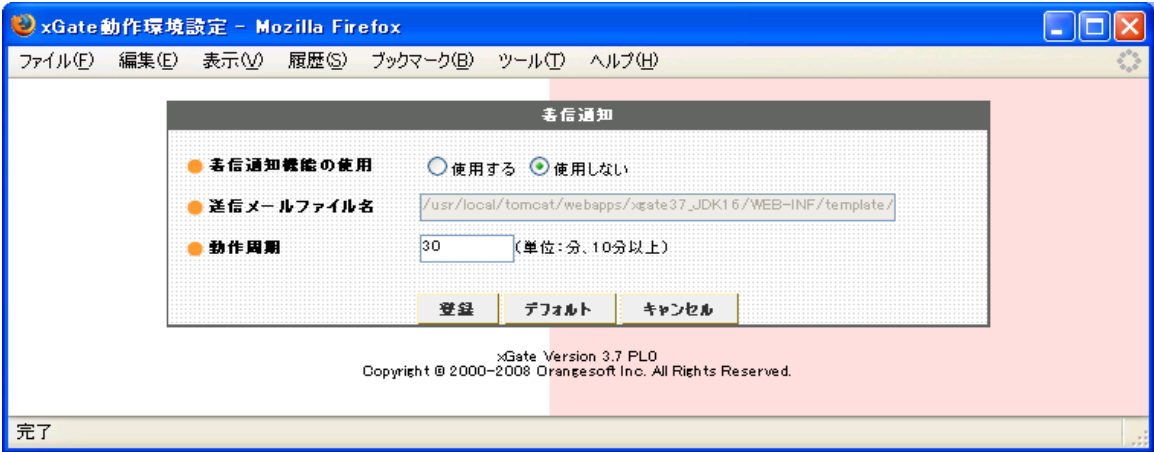 xGate動作環境設定 - Mozilla Firefox
ファイル(F) 編集(E) 表示(V) 履歴(S) ブックマーク(B) ツール(T) ヘルプ(H)
着信通知
着信通知機能の使用 使用する 使用しない
送信メールファイル名 /usr/local/tomcat/webapps/xgate37_JDK16/WEB-INF/template/
動作周期 30 (単位：分、10分以上)
登録 デフォルト キャンセル
xGate Version 3.7 PL0
Copyright © 2000-2008 Orangesoft Inc. All Rights Reserved.
完了